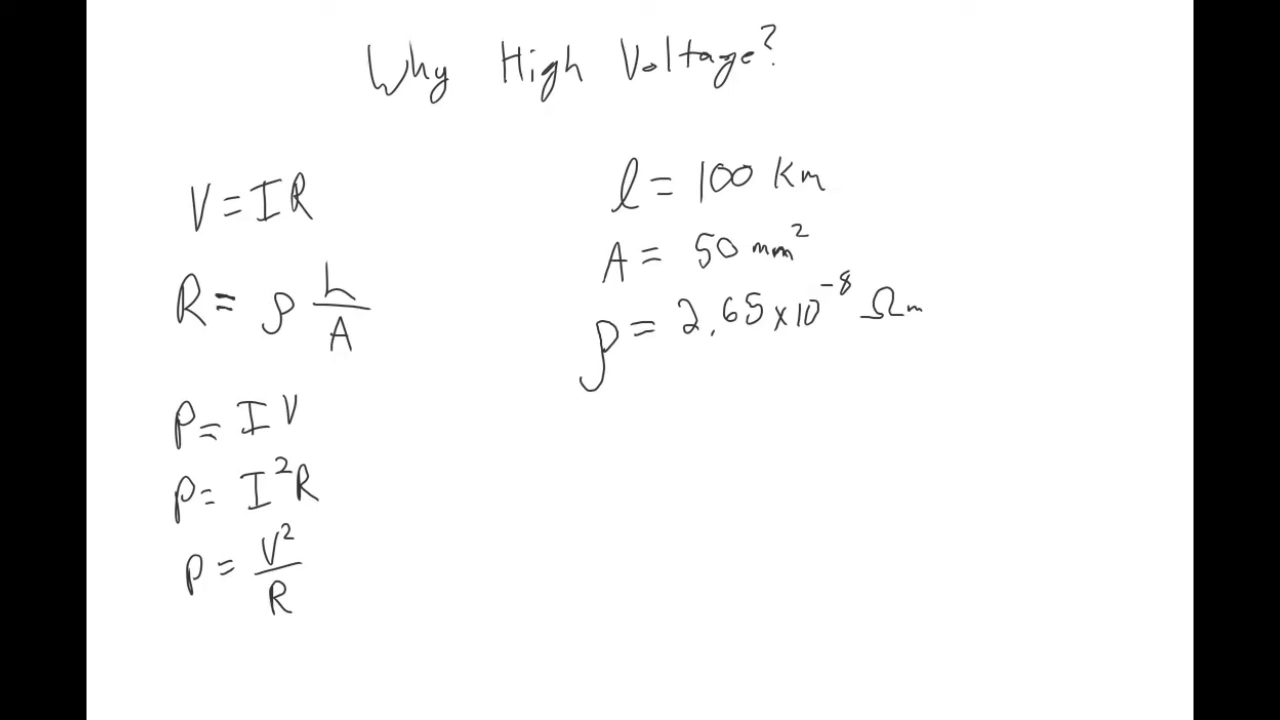 Why High Voltage?
V = IR
R = ρ L/A
P = IV
P = I²R
P = V²/R
l = 100 km
A = 50 mm²
ρ = 2.65×10⁻⁸ Ωm